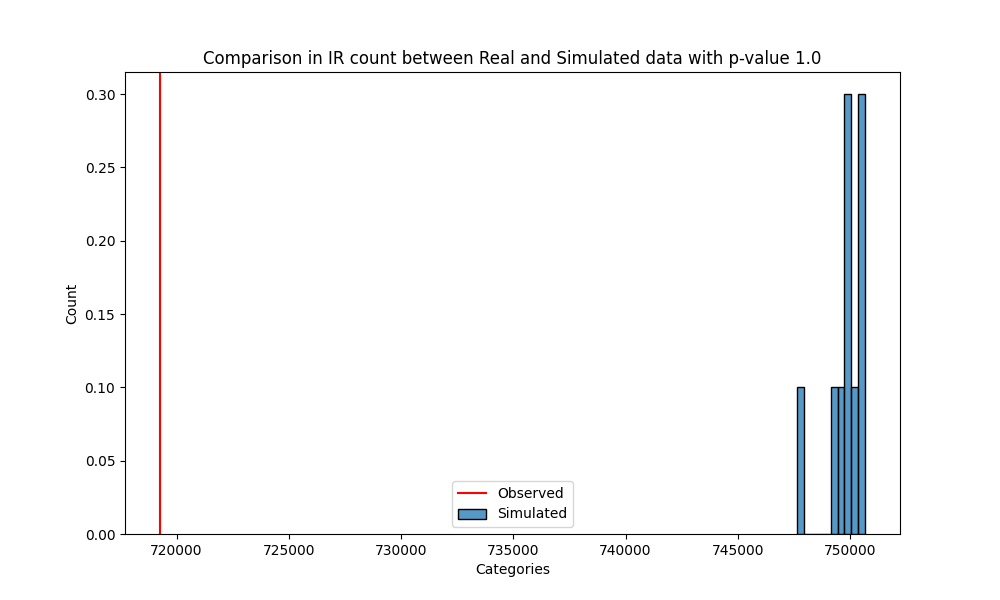 Comparison in IR count between Real and Simulated data with p-value 1.0
0.30
0.25
0.20
0.15
0.10
0.05
0.00
Count
720000 725000 730000 735000 740000 745000 750000
Categories
Observed
Simulated